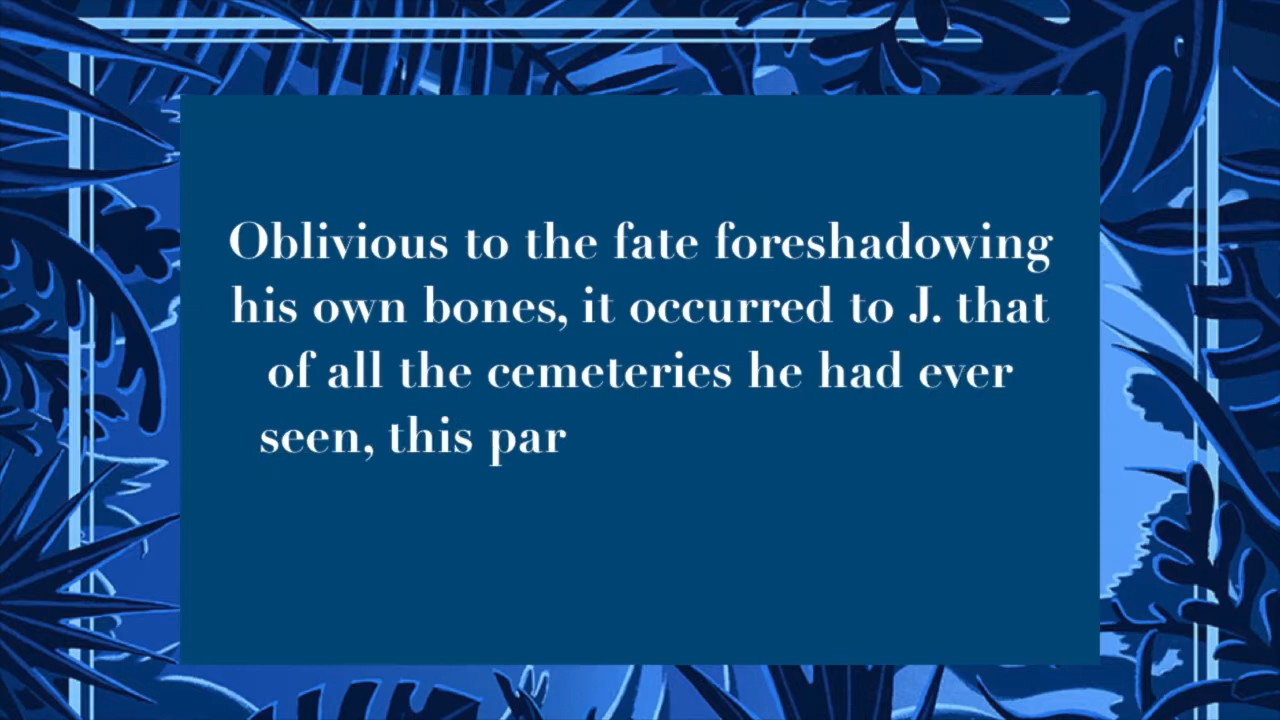 Oblivious to the fate foreshadowing
his own bones, it occurred to J. that
of all the cemeteries he had ever
seen, this par